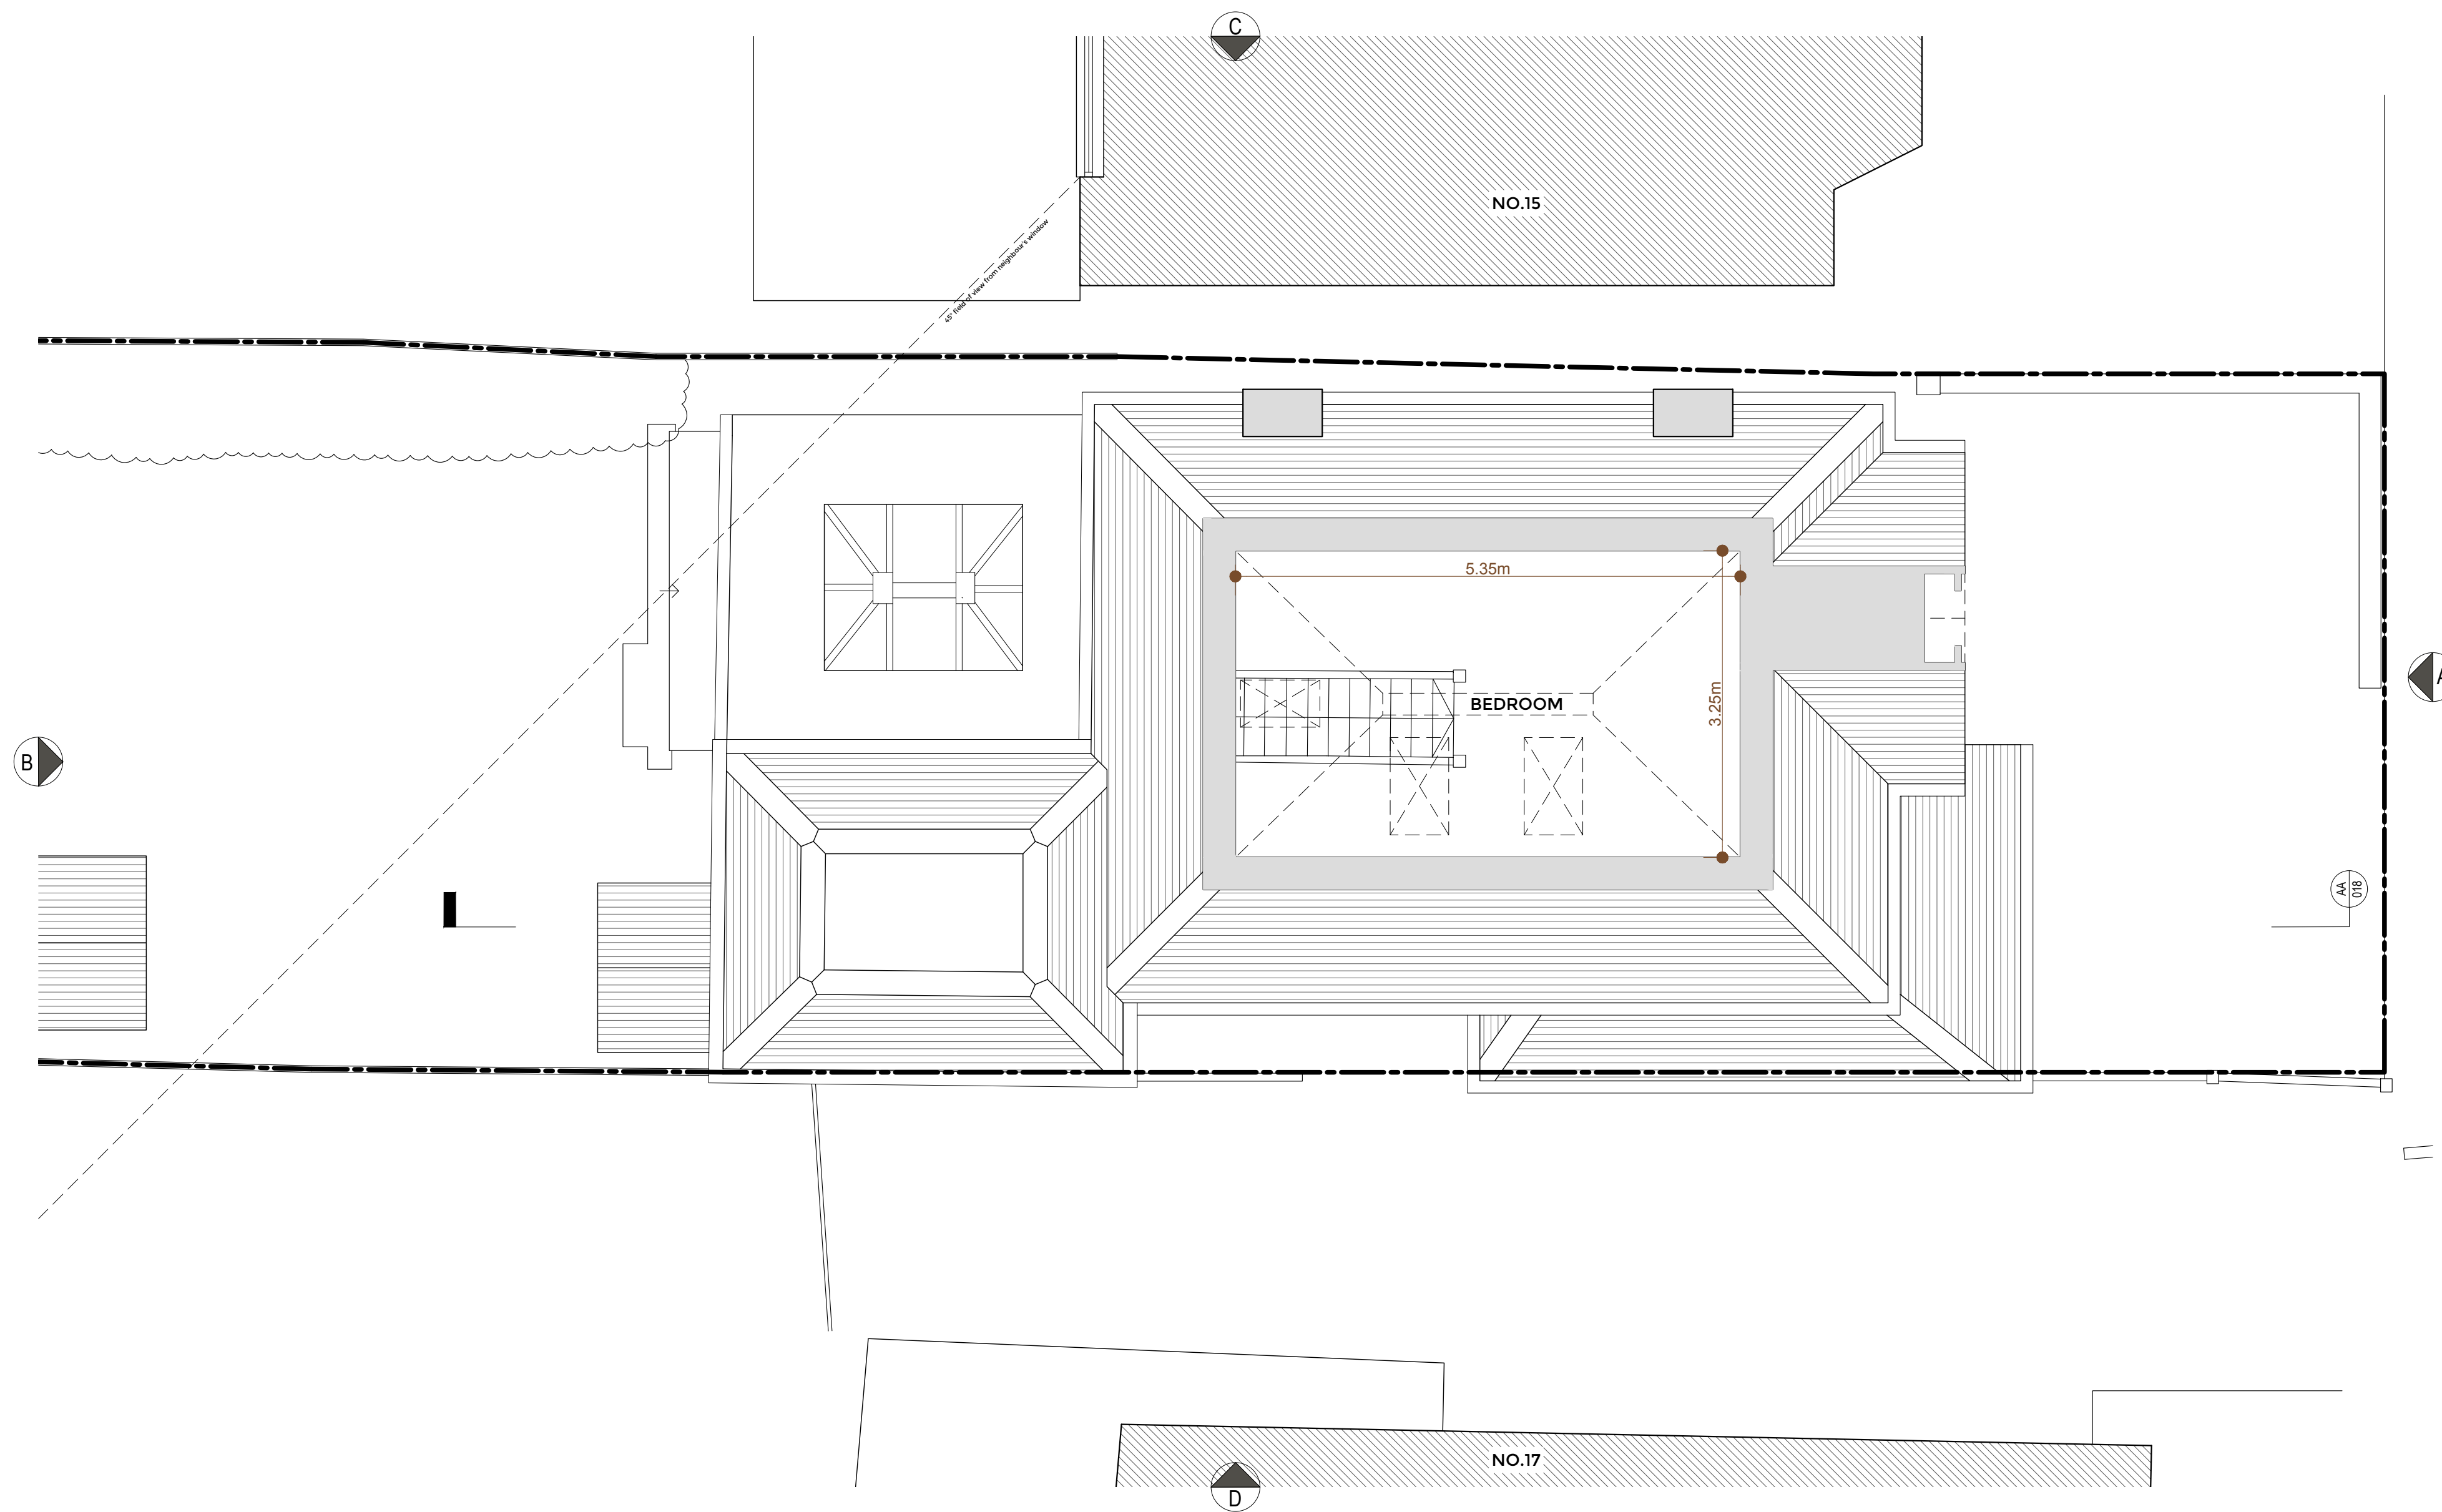 C
NO.15
45° field of view from neighbour's window
5.35m
3.25m
BEDROOM
A
B
AA
018
NO.17
D